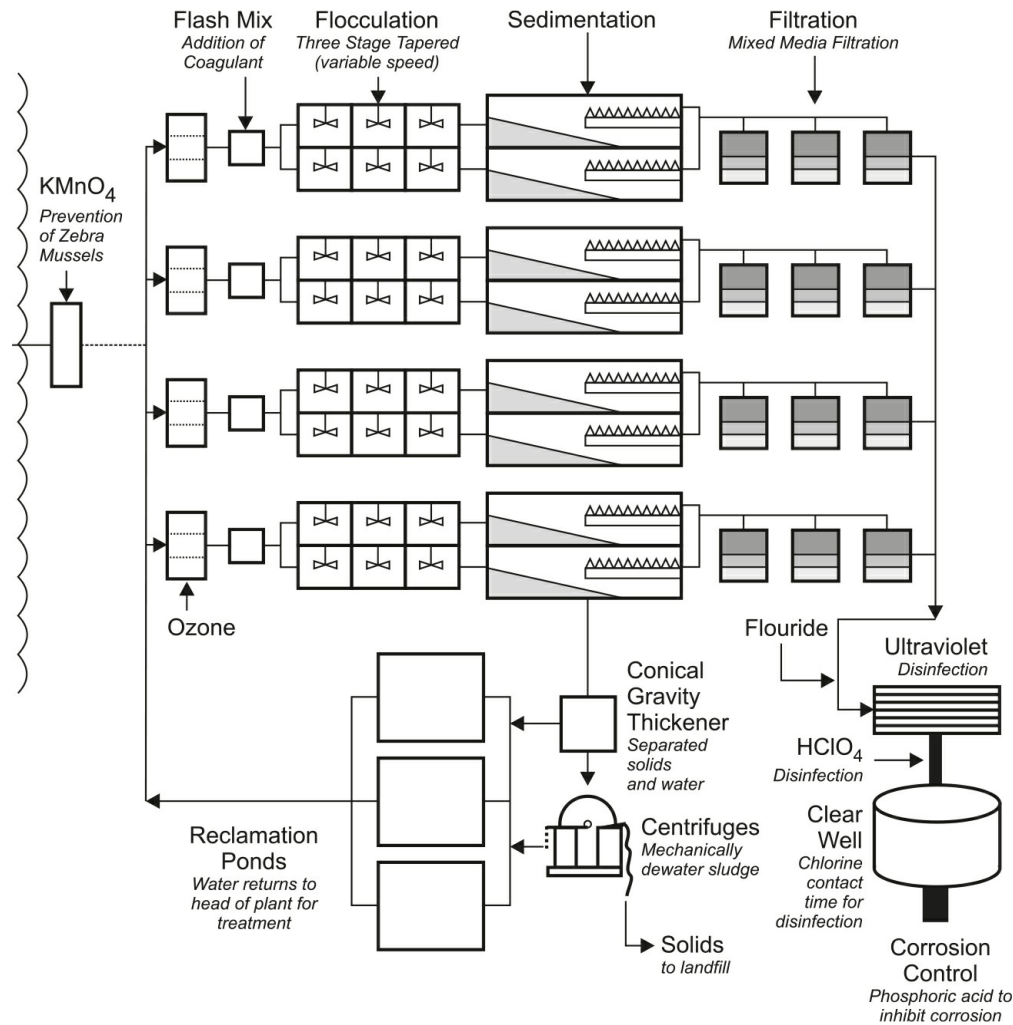 Flash Mix
Addition of
Coagulant
Flocculation
Three Stage Tapered
(variable speed)
Sedimentation
Filtration
Mixed Media Filtration
KMnO4
Prevention
of Zebra
Mussels
Ozone
Flouride
Ultraviolet
Disinfection
Conical
Gravity
Thickener
Separated
solids
and water
HClO4
Disinfection
Clear
Well
Chlorine
contact
time for
disinfection
Reclamation
Ponds
Water returns to
head of plant for
treatment
Centrifuges
Mechanically
dewater sludge
Solids
to landfill
Corrosion
Control
Phosphoric acid to
inhibit corrosion